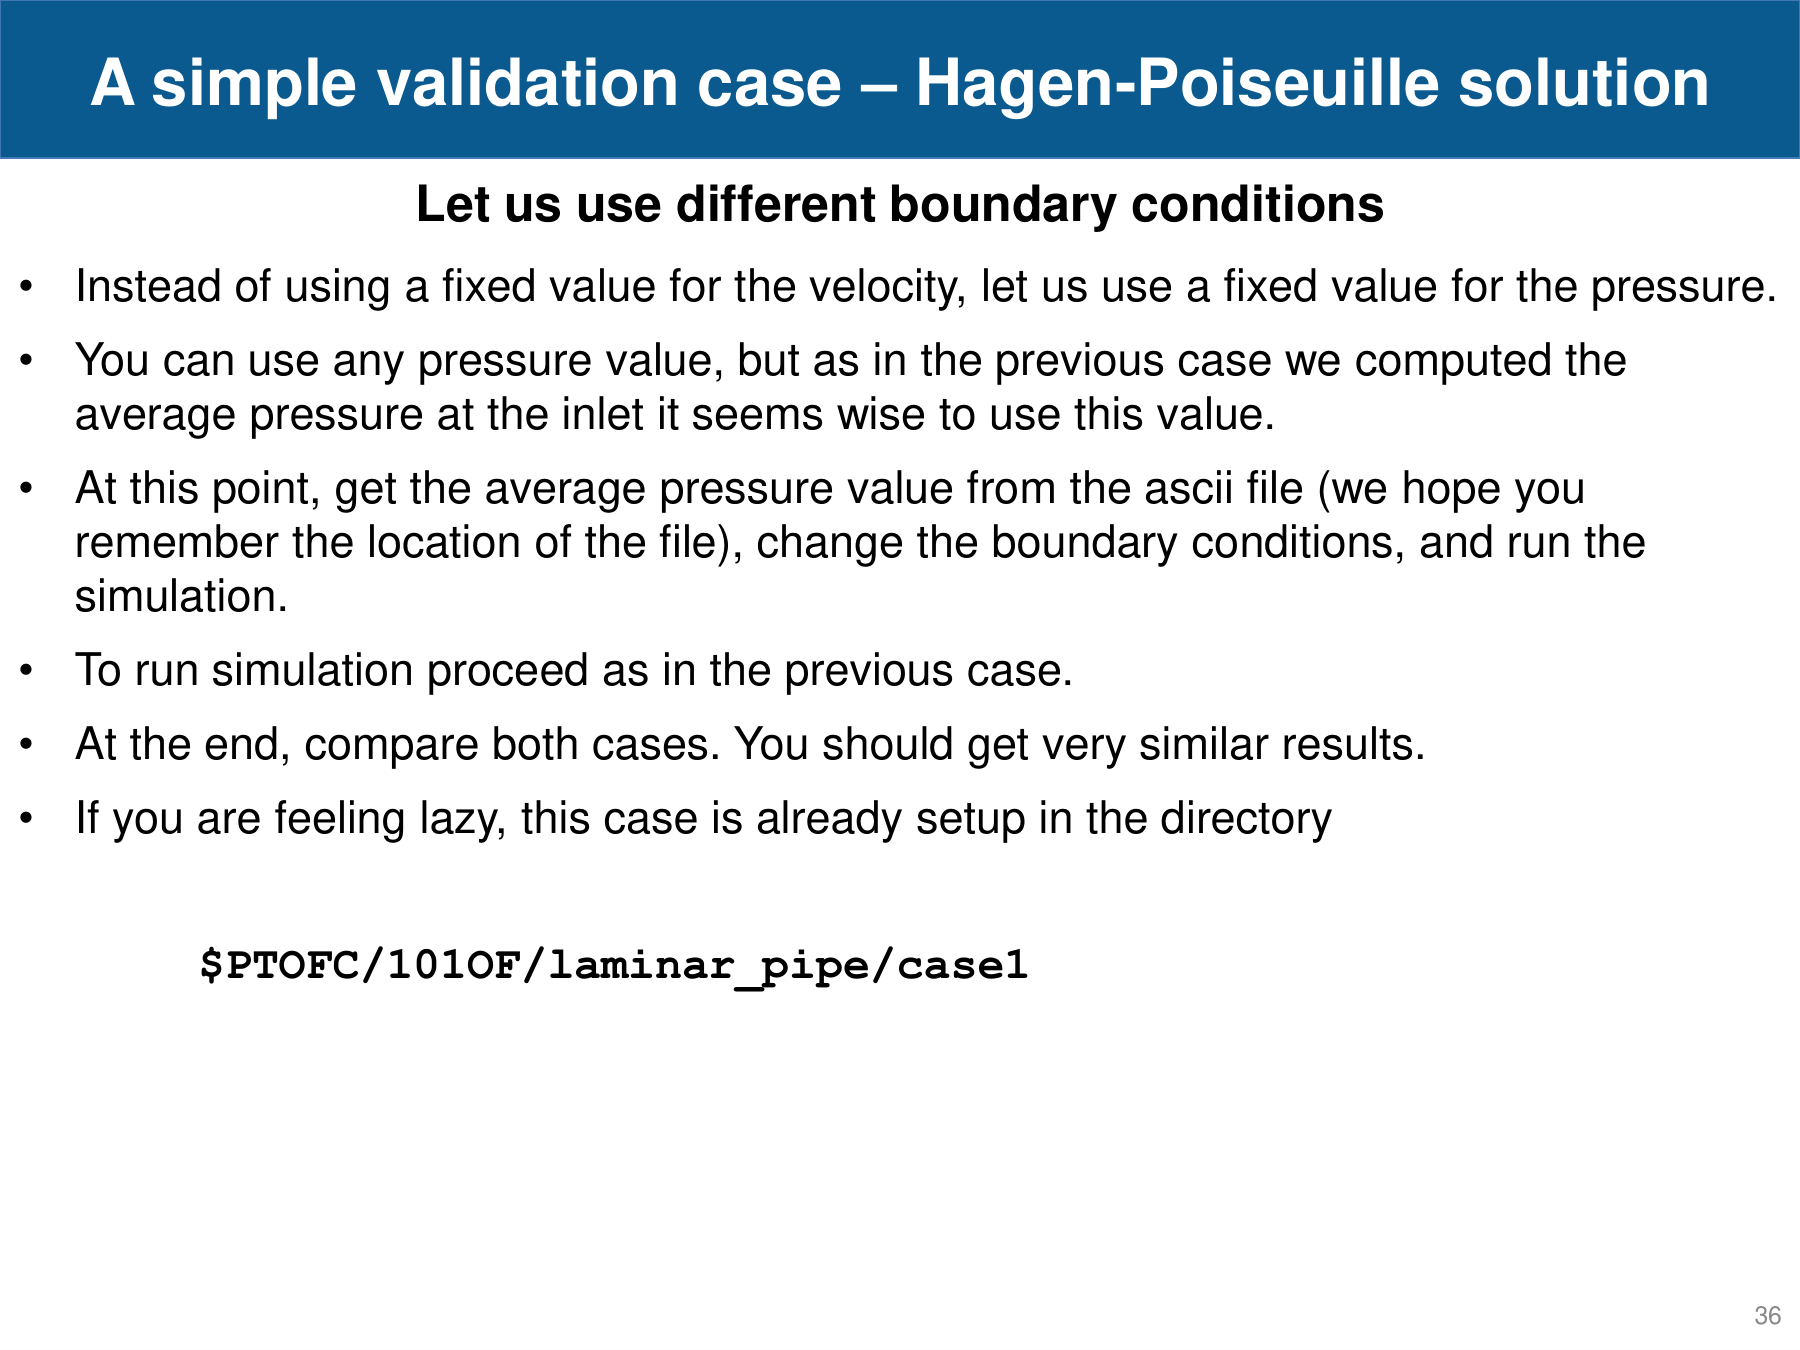 A simple validation case – Hagen-Poiseuille solution
Let us use different boundary conditions
• Instead of using a fixed value for the velocity, let us use a fixed value for the pressure.
• You can use any pressure value, but as in the previous case we computed the
average pressure at the inlet it seems wise to use this value.
• At this point, get the average pressure value from the ascii file (we hope you
remember the location of the file), change the boundary conditions, and run the
simulation.
• To run simulation proceed as in the previous case.
• At the end, compare both cases. You should get very similar results.
• If you are feeling lazy, this case is already setup in the directory
$PTOFC/101OF/laminar_pipe/case1
36